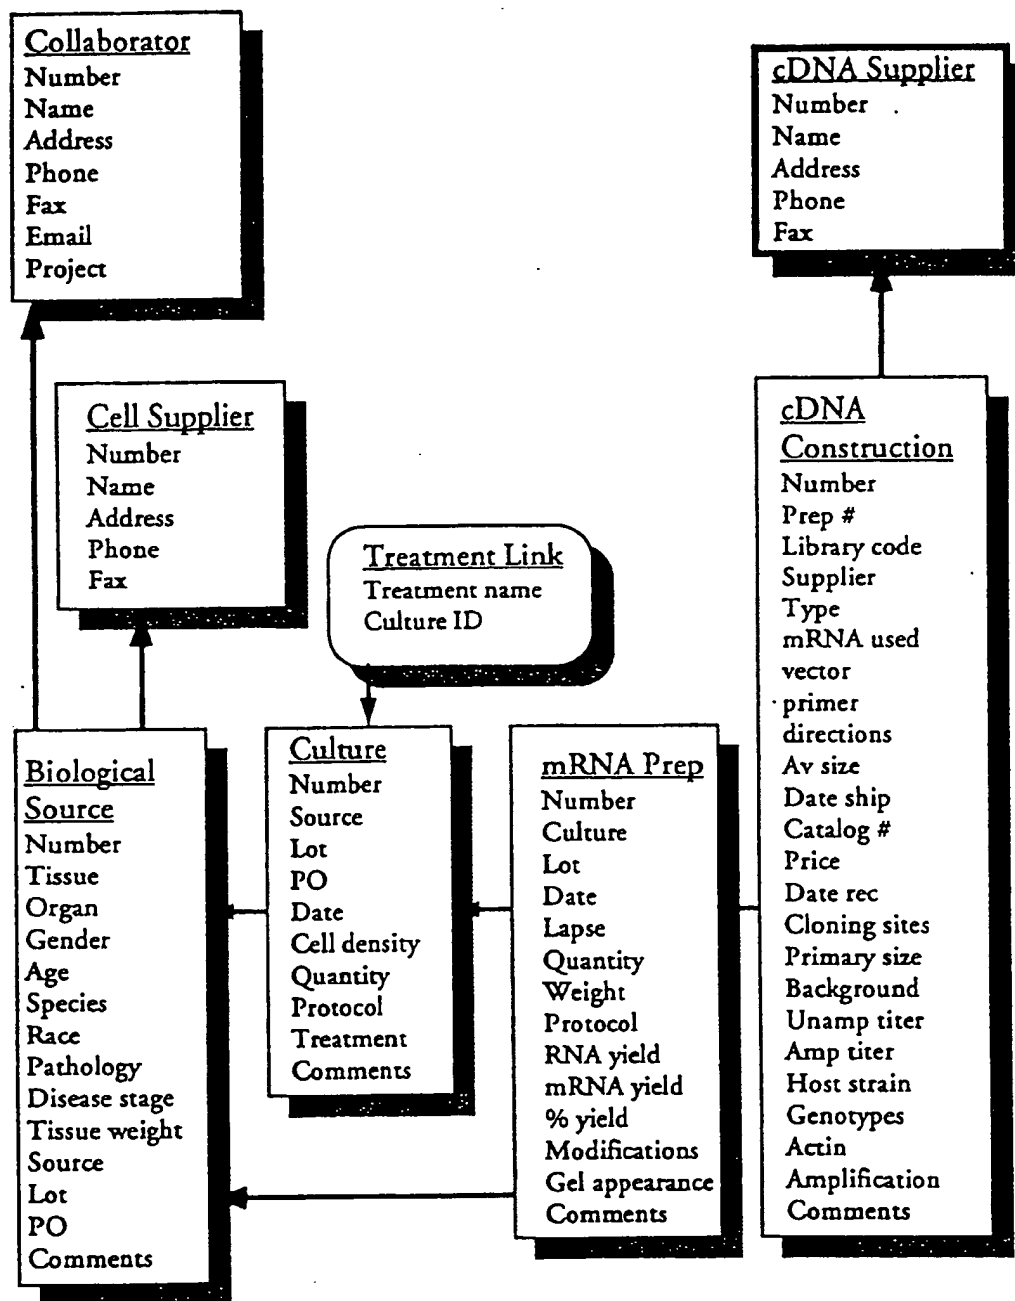 Collaborator
Number
Name
Address
Phone
Fax
Email
Project
cDNA Supplier
Number
Name
Address
Phone
Fax
Cell Supplier
Number
Name
Address
Phone
Fax
Treatment Link
Treatment name
Culture ID
Biological
Source
Number
Tissue
Organ
Gender
Age
Species
Race
Pathology
Disease stage
Tissue weight
Source
Lot
PO
Comments
Culture
Number
Source
Lot
PO
Date
Cell density
Quantity
Protocol
Treatment
Comments
mRNA Prep
Number
Culture
Lot
Date
Lapse
Quantity
Weight
Protocol
RNA yield
mRNA yield
% yield
Modifications
Gel appearance
Comments
cDNA
Construction
Number
Prep #
Library code
Supplier
Type
mRNA used
vector
primer
directions
Av size
Date ship
Catalog #
Price
Date rec
Cloning sites
Primary size
Background
Unamp titer
Amp titer
Host strain
Genotypes
Actin
Amplification
Comments